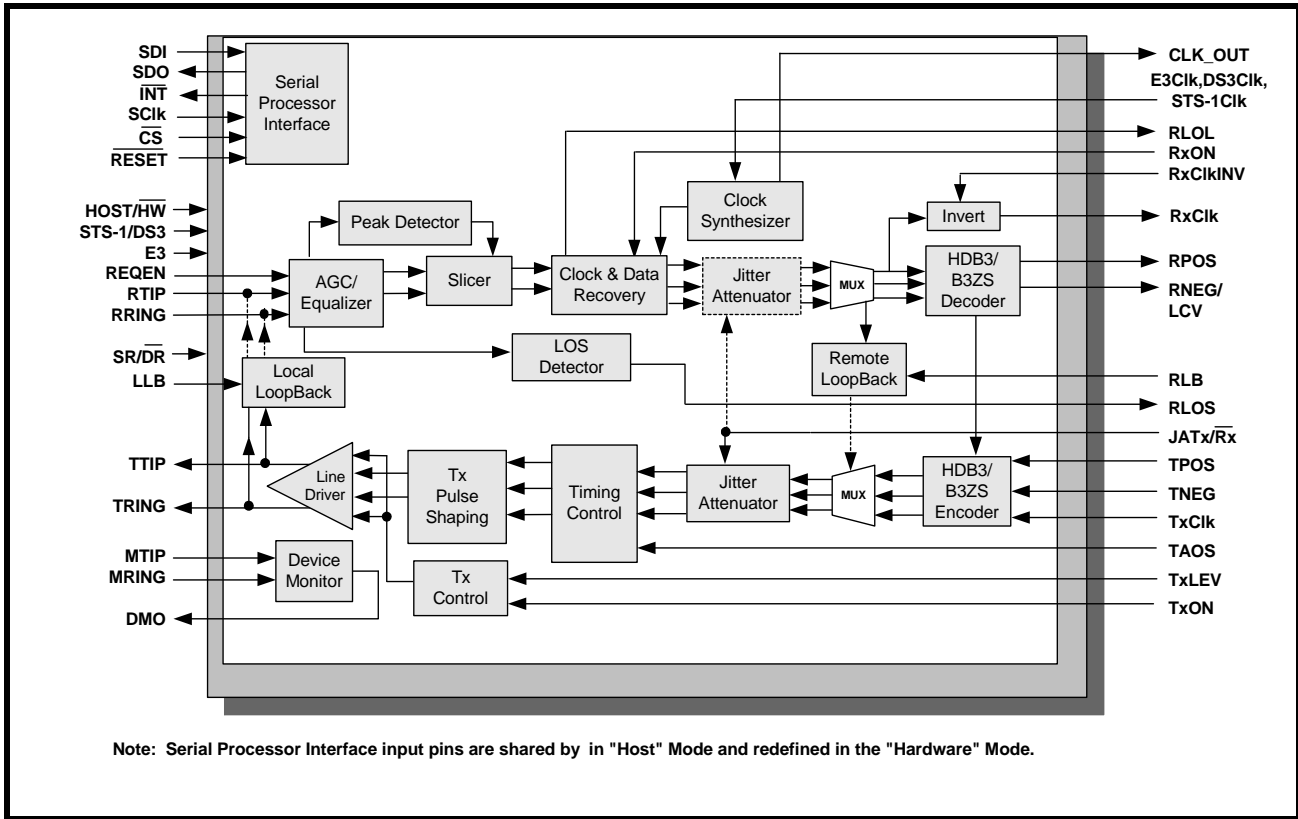 SDI
SDO
INT
SClk
CS
RESET
HOST/HW
STS-1/DS3
E3
REQEN
RTIP
RRING
SR/DR
LLB
TTIP
TRING
MTIP
MRING
DMO
Serial
Processor
Interface
Peak Detector
AGC/
Equalizer
Slicer
Clock & Data
Recovery
Clock
Synthesizer
Jitter
Attenuator
MUX
Invert
HDB3/
B3ZS
Decoder
LOS
Detector
Remote
LoopBack
Local
LoopBack
Line
Driver
Tx
Pulse
Shaping
Timing
Control
Jitter
Attenuator
MUX
HDB3/
B3ZS
Encoder
Device
Monitor
Tx
Control
CLK_OUT
E3Clk,DS3Clk,
STS-1Clk
RLOL
RxON
RxClkINV
RxClk
RPOS
RNEG/
LCV
RLB
RLOS
JATx/Rx
TPOS
TNEG
TxClk
TAOS
TxLEV
TxON
Note: Serial Processor Interface input pins are shared by in "Host" Mode and redefined in the "Hardware" Mode.